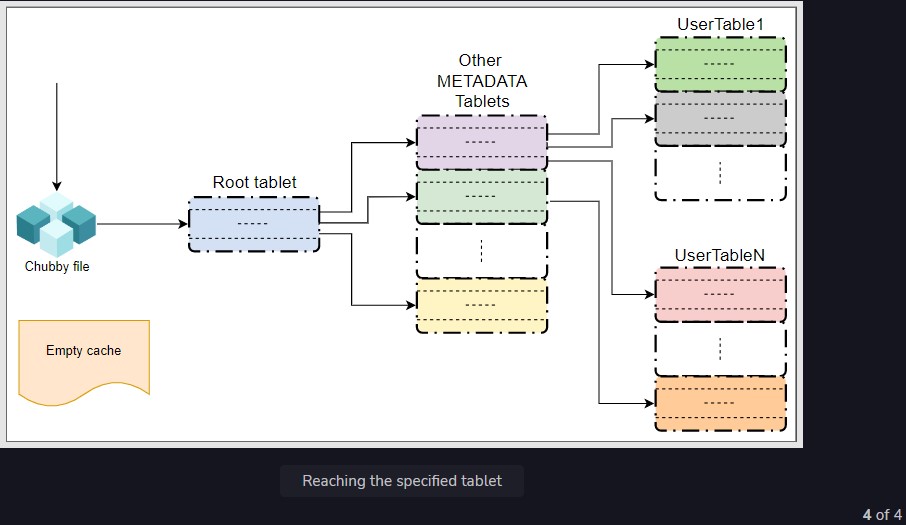 UserTable1
Other
METADATA
Tablets
Root tablet
Chubby file
UserTableN
Empty cache
Reaching the specified tablet
4 of 4